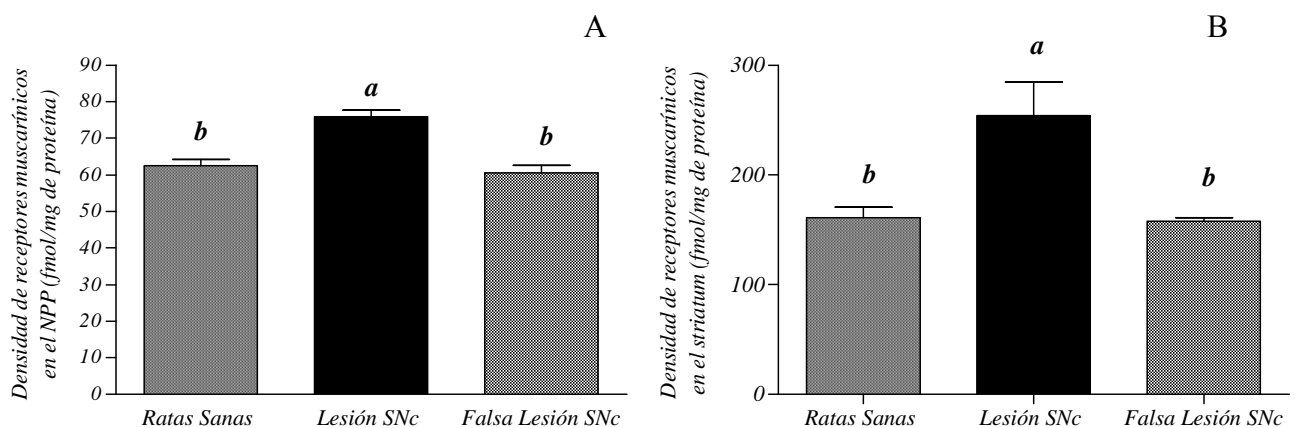 A
Densidad de receptores muscarínicos
en el NPP (fmol/mg de proteína)
90
80
70
60
50
40
30
20
10
0
b
a
b
Ratas Sanas
Lesión SNc
Falsa Lesión SNc
B
Densidad de receptores muscarínicos
en el striatum (fmol/mg de proteína)
300
200
100
0
b
a
b
Ratas Sanas
Lesión SNc
Falsa Lesión SNc